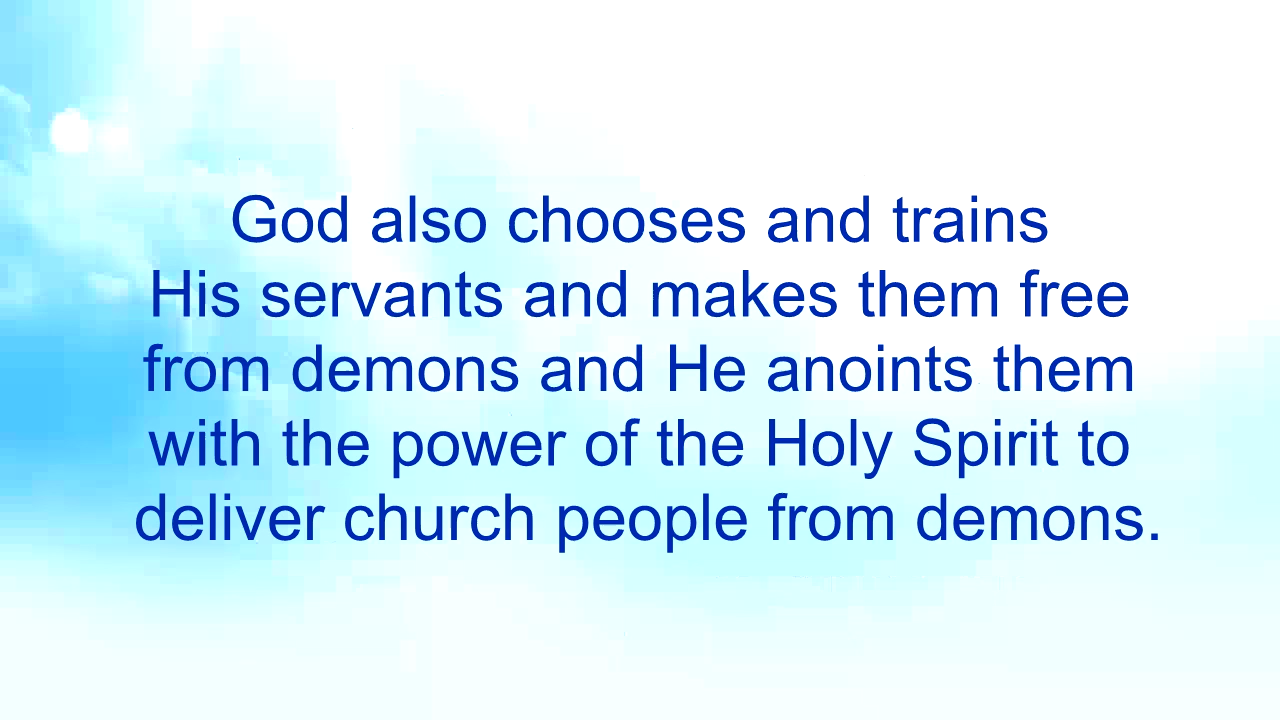 God also chooses and trains
His servants and makes them free
from demons and He anoints them
with the power of the Holy Spirit to
deliver church people from demons.